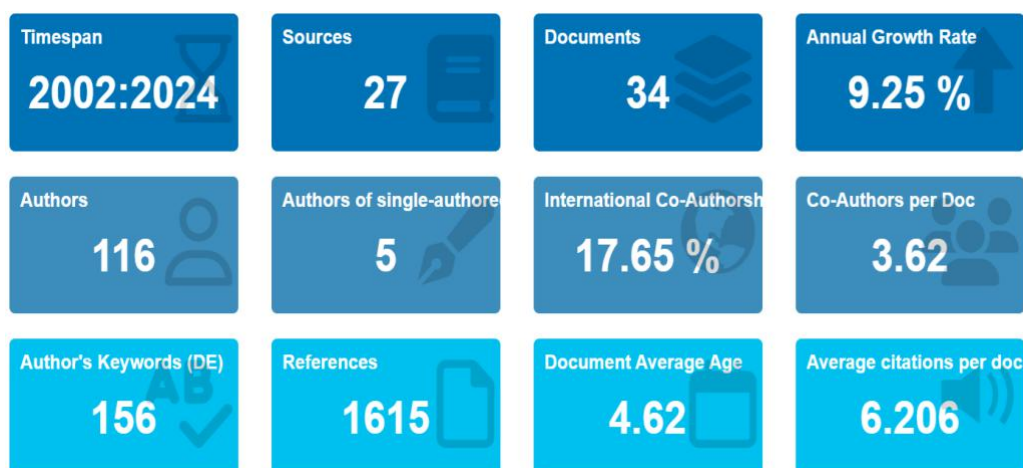 Timespan
2002:2024
Sources
27
Documents
34
Annual Growth Rate
9.25 %
Authors
116
Authors of single-authore
5
International Co-Authorsh
17.65 %
Co-Authors per Doc
3.62
Author's Keywords (DE)
AB
156
References
1615
Document Average Age
4.62
Average citations per doc
6.206